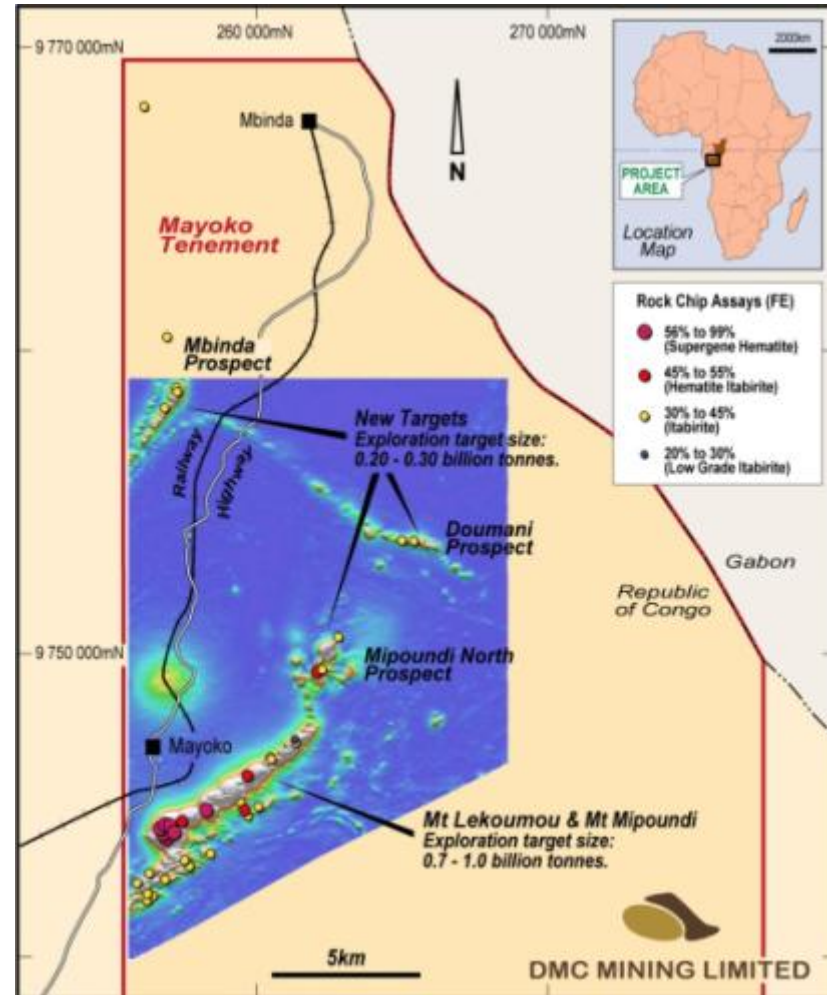 260 000mN
270 000mN
9 770 000mN
2000km
Mbinda
N
PROJECT
AREA
Location
Map
Mayoko
Tenement
Rock Chip Assays (FE)
56% to 99%
(Supergene Hematite)
45% to 55%
(Hematite Itabirite)
30% to 45%
(Itabirite)
20% to 30%
(Low Grade Itabirite)
Mbinda
Prospect
New Targets
Exploration target size:
0.20 - 0.30 billion tonnes.
Railway
Highway
Doumani
Prospect
Gabon
Republic
of Congo
9 750 000mN
Mipoundi North
Prospect
Mayoko
Mt Lekoumou & Mt Mipoundi
Exploration target size:
0.7 - 1.0 billion tonnes.
5km
DMC MINING LIMITED